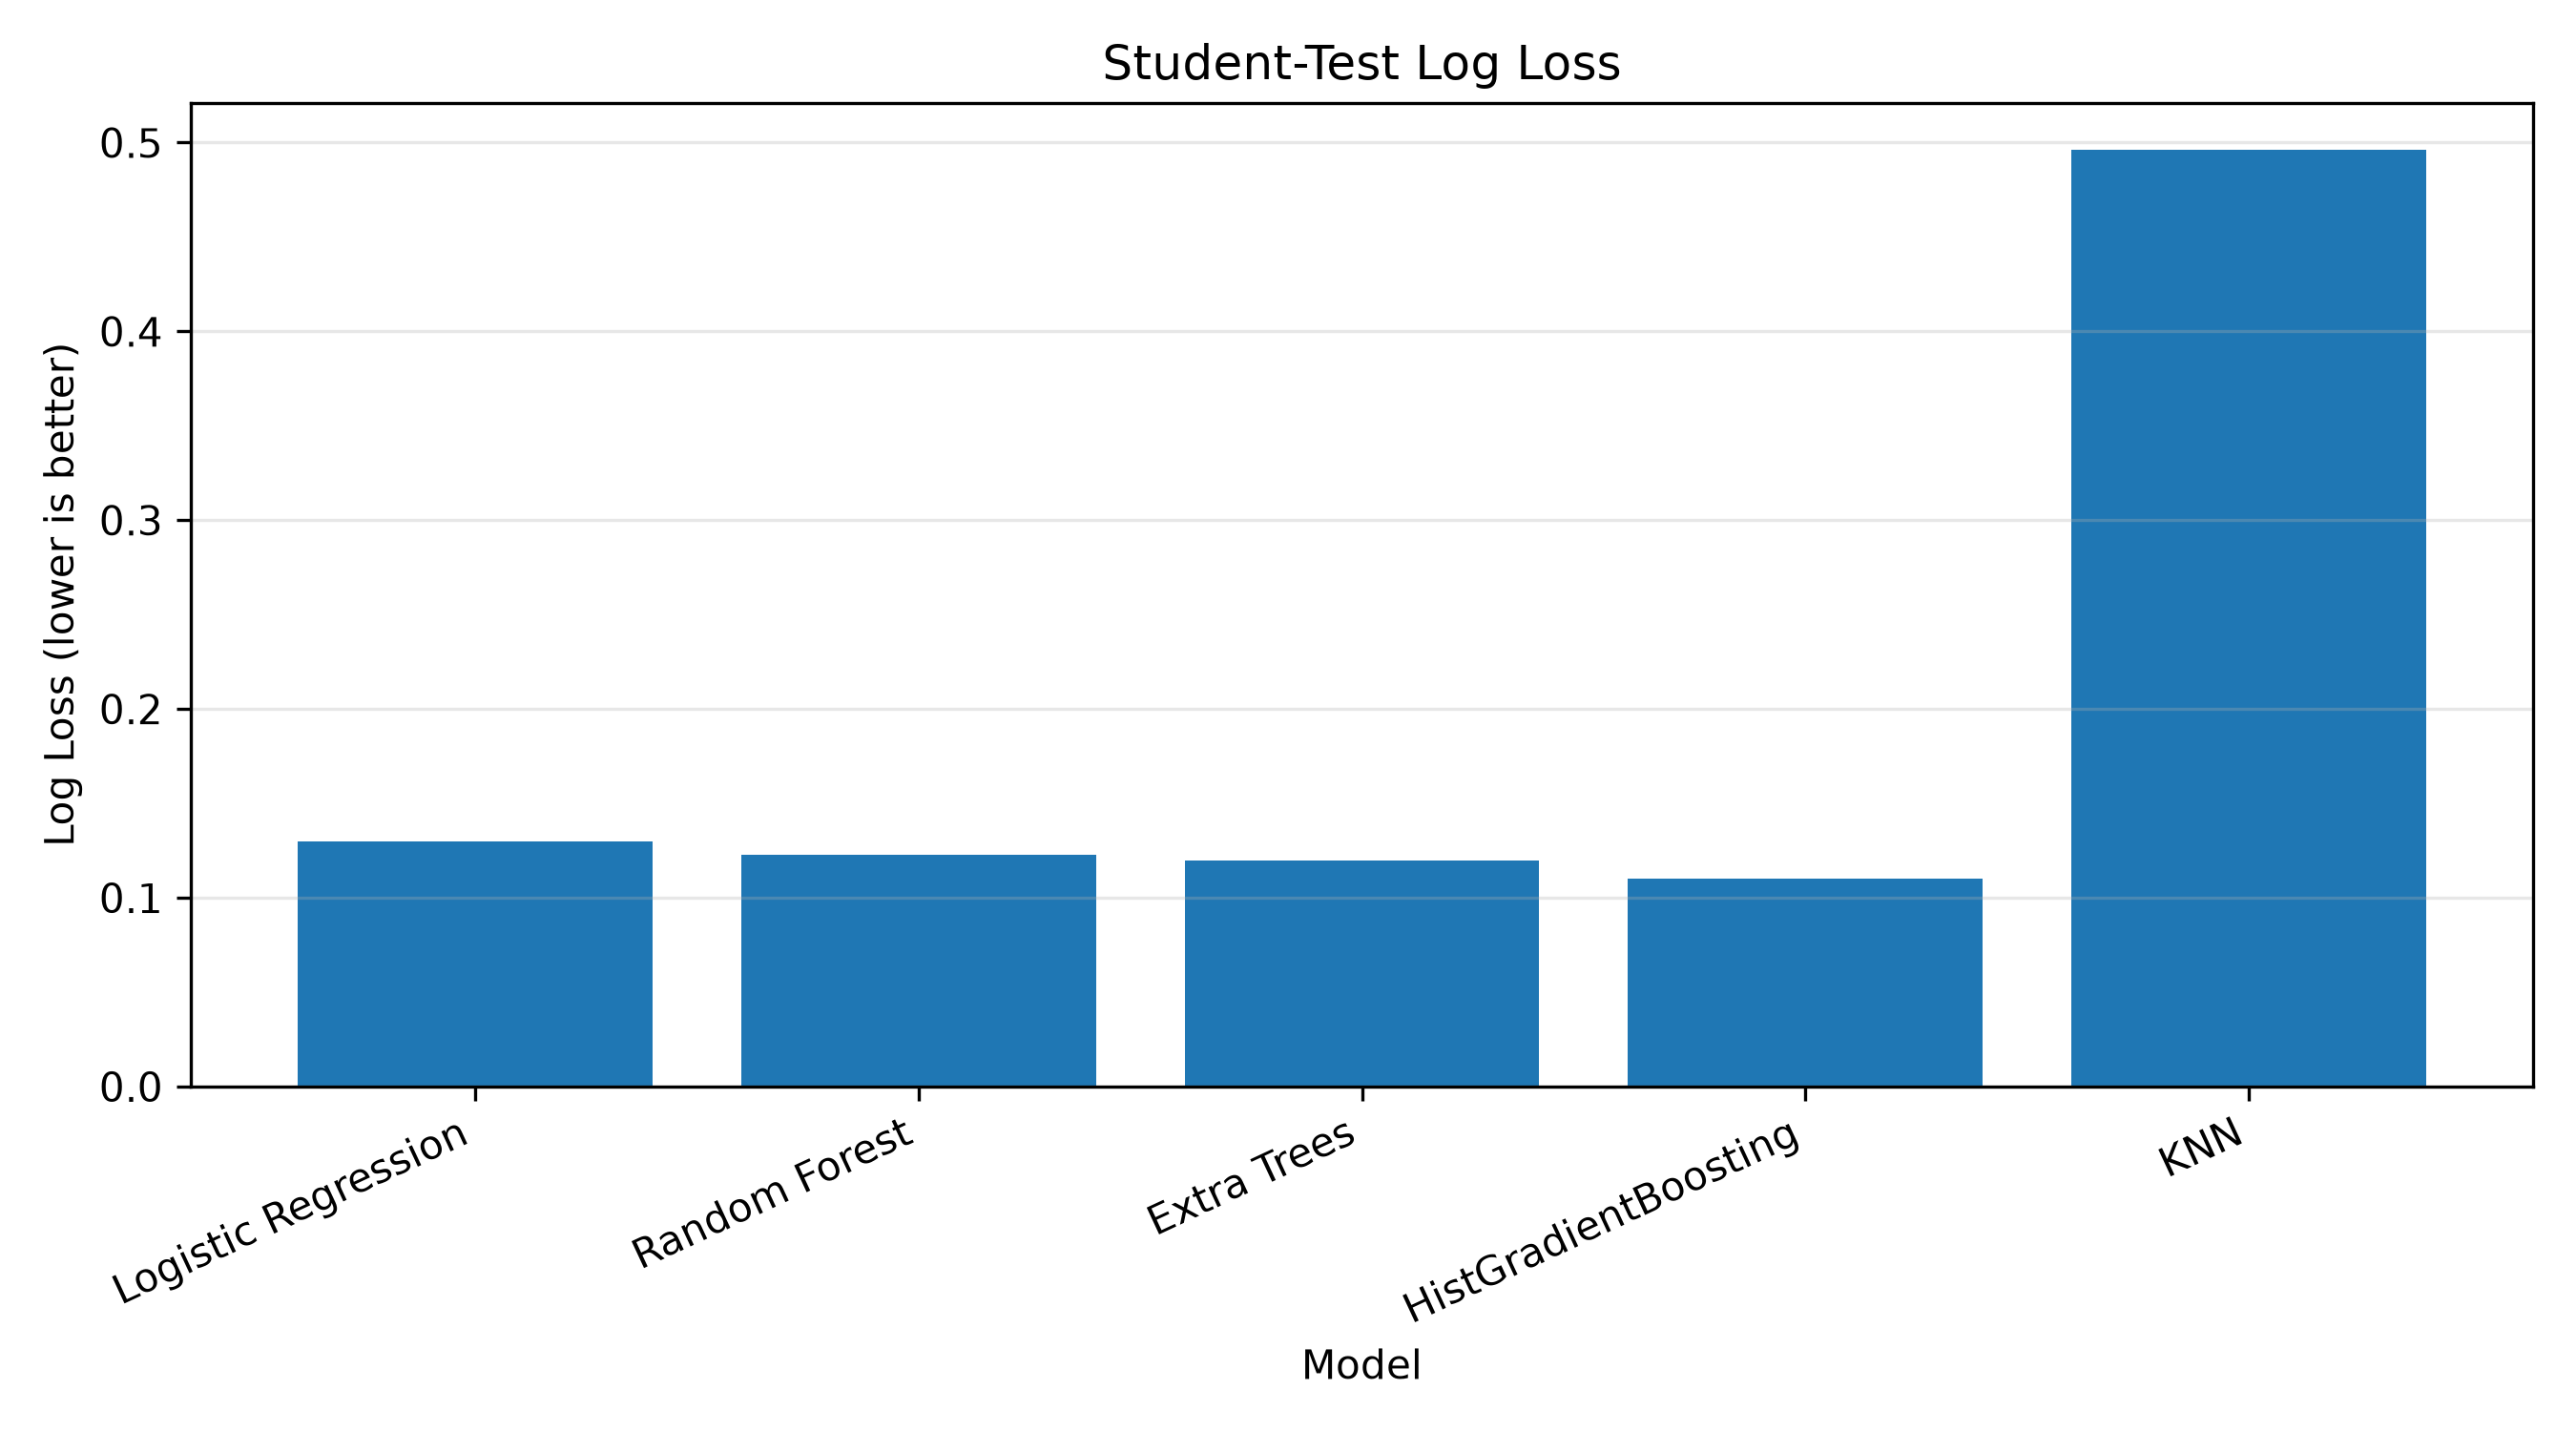 Student-Test Log Loss
Log Loss (lower is better)
0.5
0.4
0.3
0.2
0.1
0.0
Logistic Regression
Random Forest
Extra Trees
HistGradientBoosting
KNN
Model